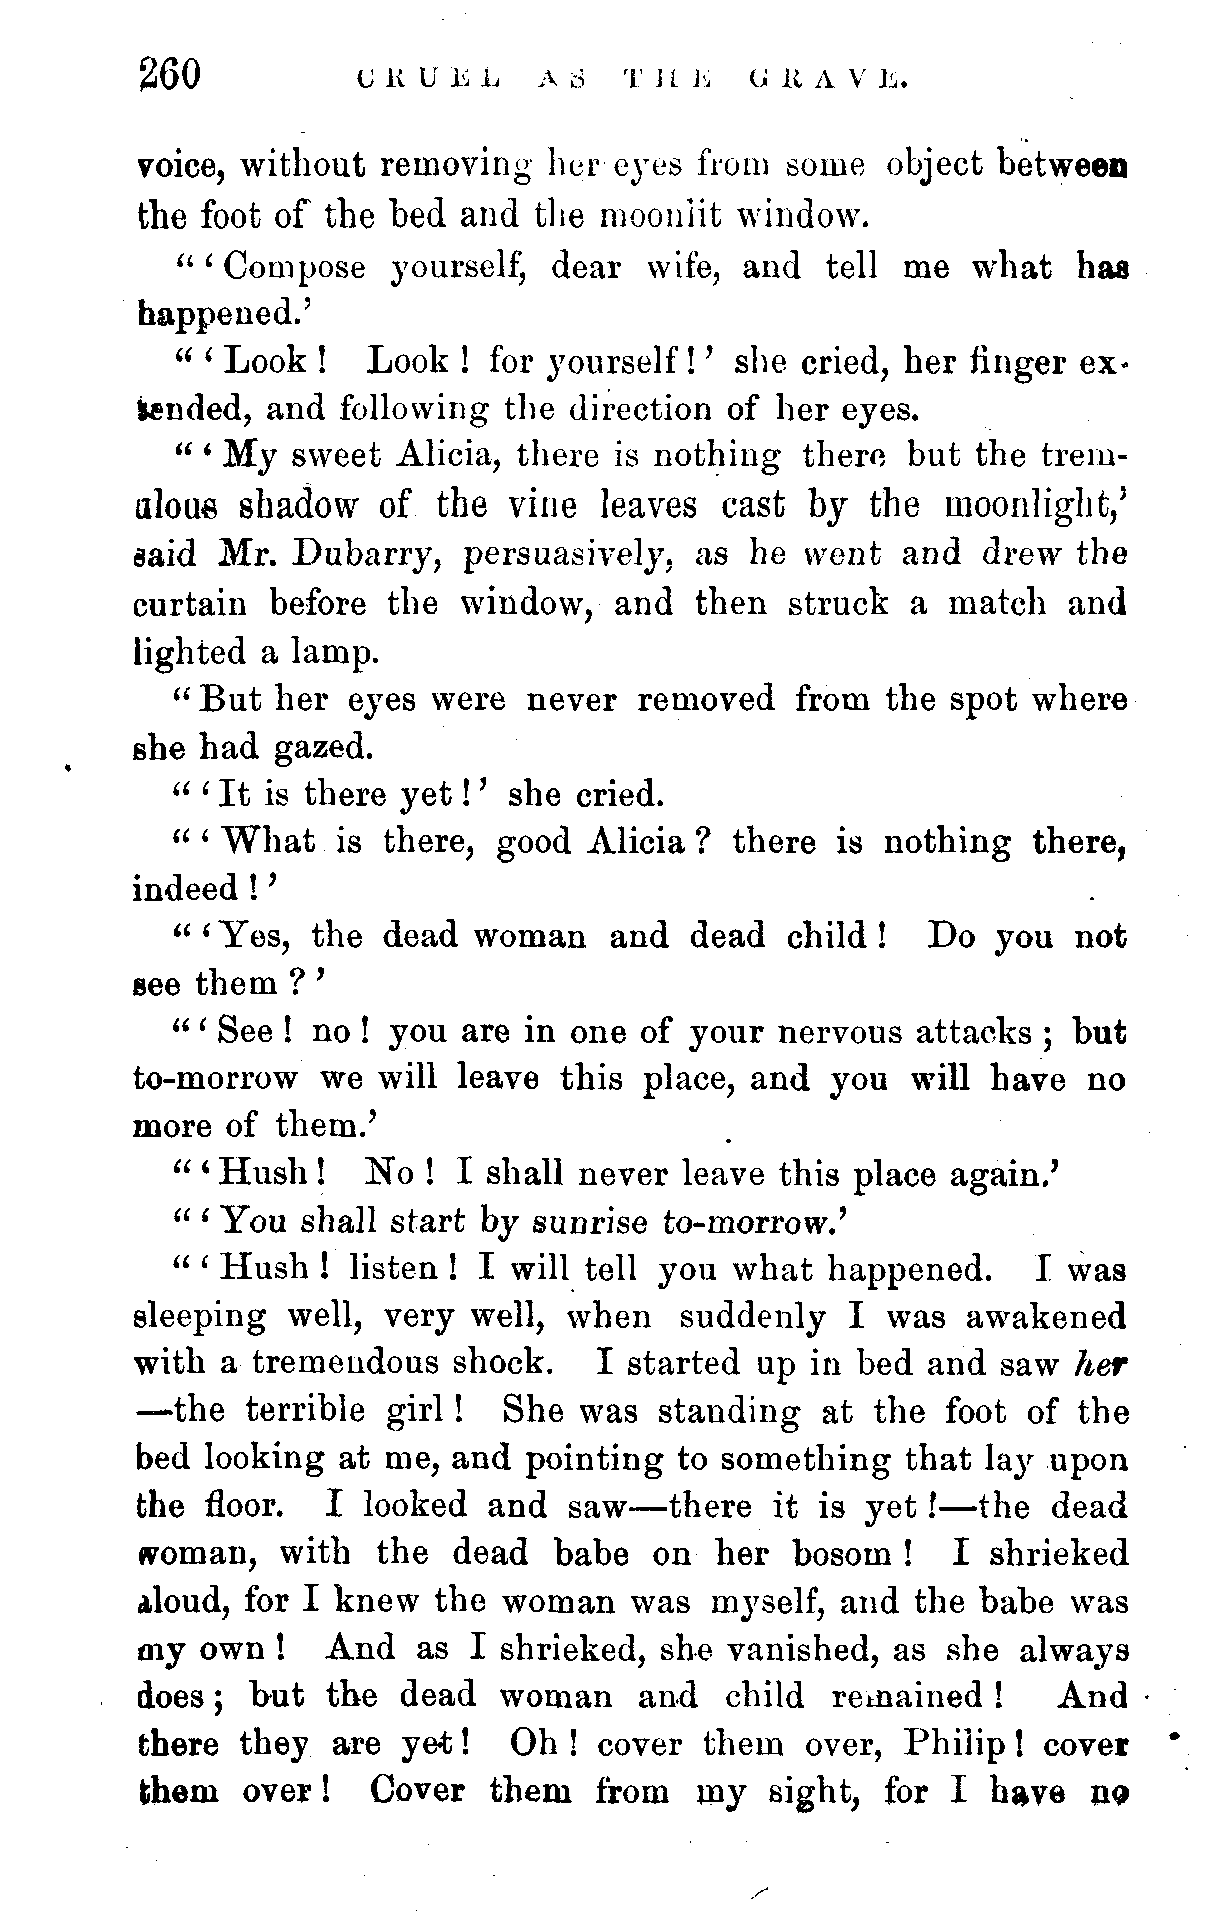 260 CRUEL AS THE GRAVE.
voice, without removing her eyes from some object between
the foot of the bed and the moonlit window.
" ' Compose yourself, dear wife, and tell me what has
happened.'
" ' Look ! Look ! for yourself ! ' she cried, her finger ex-
tended, and following the direction of her eyes.
" ' My sweet Alicia, there is nothing there but the trem-
ulous shadow of the vine leaves cast by the moonlight,'
said Mr. Dubarry, persuasively, as he went and drew the
curtain before the window, and then struck a match and
lighted a lamp.
" But her eyes were never removed from the spot where
she had gazed.
" ' It is there yet ! ' she cried.
" ' What is there, good Alicia ? there is nothing there,
indeed ! '
" ' Yes, the dead woman and dead child ! Do you not
see them ? '
" ' See ! no ! you are in one of your nervous attacks ; but
to-morrow we will leave this place, and you will have no
more of them.'
" ' Hush ! No ! I shall never leave this place again.'
" ' You shall start by sunrise to-morrow.'
" ' Hush ! listen ! I will tell you what happened. I was
sleeping well, very well, when suddenly I was awakened
with a tremendous shock. I started up in bed and saw her
—the terrible girl ! She was standing at the foot of the
bed looking at me, and pointing to something that lay upon
the floor. I looked and saw—there it is yet !—the dead
woman, with the dead babe on her bosom ! I shrieked
aloud, for I knew the woman was myself, and the babe was
my own ! And as I shrieked, she vanished, as she always
does ; but the dead woman and child remained ! And
there they are yet ! Oh ! cover them over, Philip ! cover
them over ! Cover them from my sight, for I have no